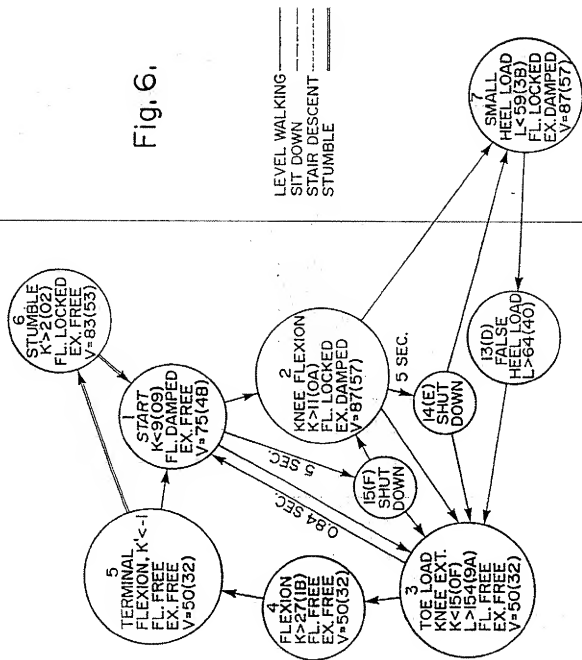 Fig. 6.
LEVEL WALKING
SIT DOWN
STAIR DESCENT
STUMBLE
6
STUMBLE
K'>2(02)
FL. LOCKED
EX. FREE
V=83(53)
5
TERMINAL
FLEXION, K'<-1
FL. FREE
EX. FREE
V=50(32)
1
START
K<9(09)
FL. DAMPED
EX. FREE
V=75(4B)
4
FLEXION
K>27(1B)
FL. FREE
EX. FREE
V=50(32)
5 SEC.
0.84 SEC.
15(F)
SHUT
DOWN
2
KNEE FLEXION
K>11(0A)
FL. LOCKED
EX. DAMPED
V=87(57)
5 SEC.
3
TOE LOAD
KNEE EXT.
K<15(0F)
L>154(9A)
FL. FREE
EX. FREE
V=50(32)
14(E)
SHUT
DOWN
13(D)
FALSE
HEEL LOAD
L>64(40)
7
SMALL
HEEL LOAD
L<59(3B)
FL. LOCKED
EX. DAMPED
V=87(57)